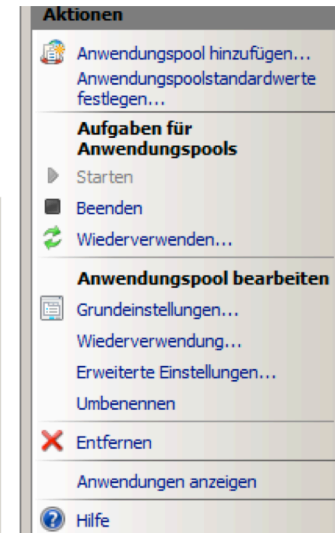 Aktionen
Anwendungspool hinzufügen...
Anwendungspoolstandardwerte
festlegen...
Aufgaben für
Anwendungspools
Starten
Beenden
Wiederverwenden...
Anwendungspool bearbeiten
Grundeinstellungen...
Wiederverwendung...
Erweiterte Einstellungen...
Umbenennen
Entfernen
Anwendungen anzeigen
Hilfe